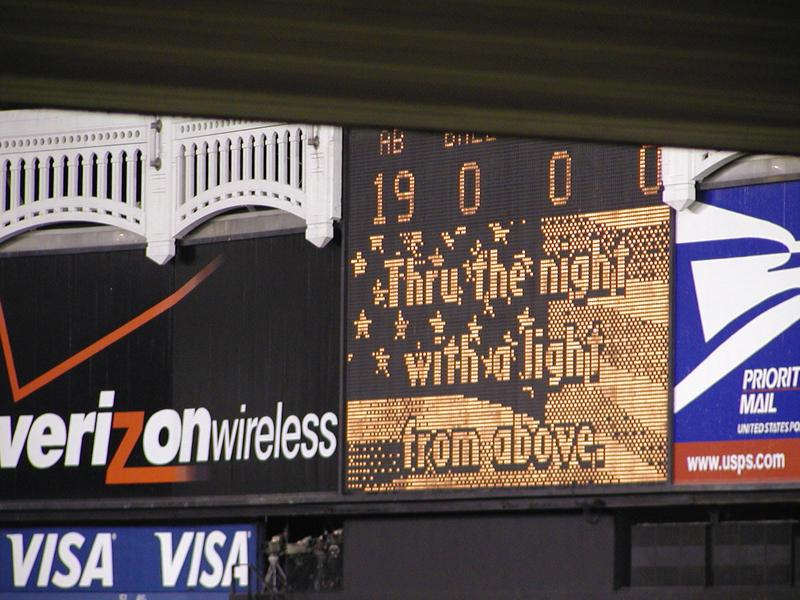 AB BALL
19 0 0 0
Thru the night
with a light
from above.
verizonwireless
PRIORIT
MAIL
UNITED STATES PO
www.usps.com
VISA VISA